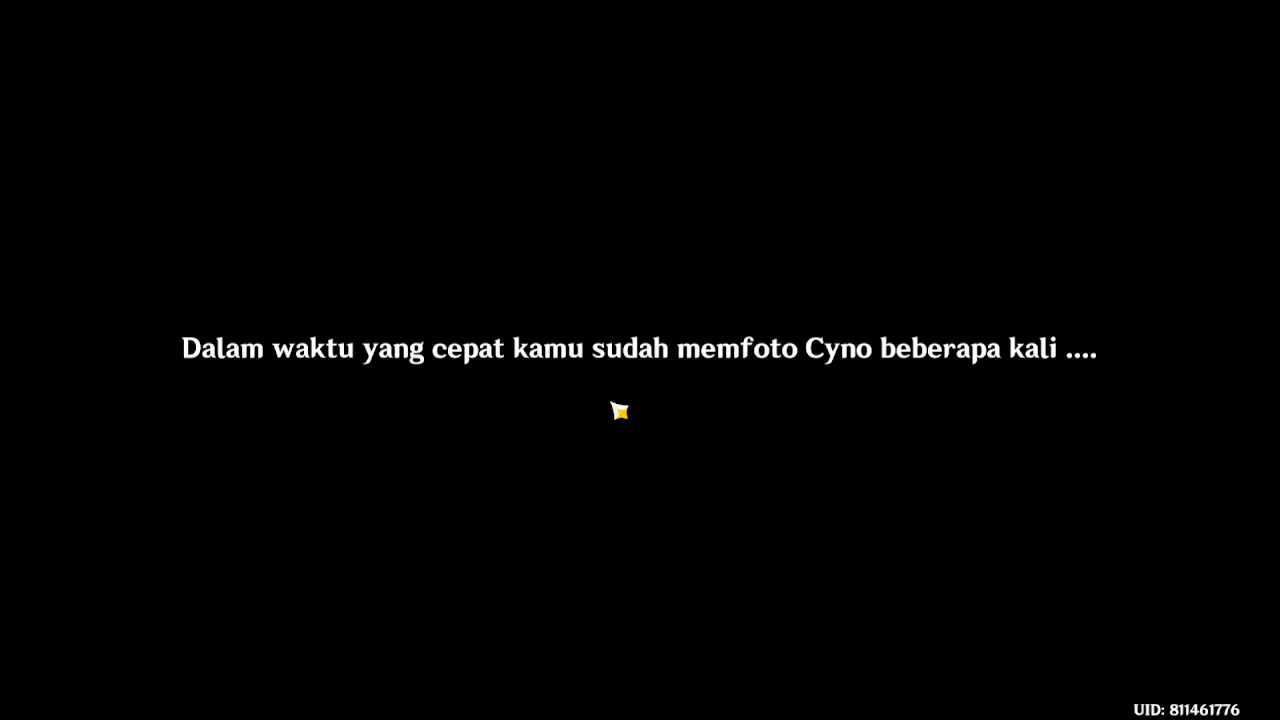 Dalam waktu yang cepat kamu sudah memfoto Cyno beberapa kali ....
UID: 811461776